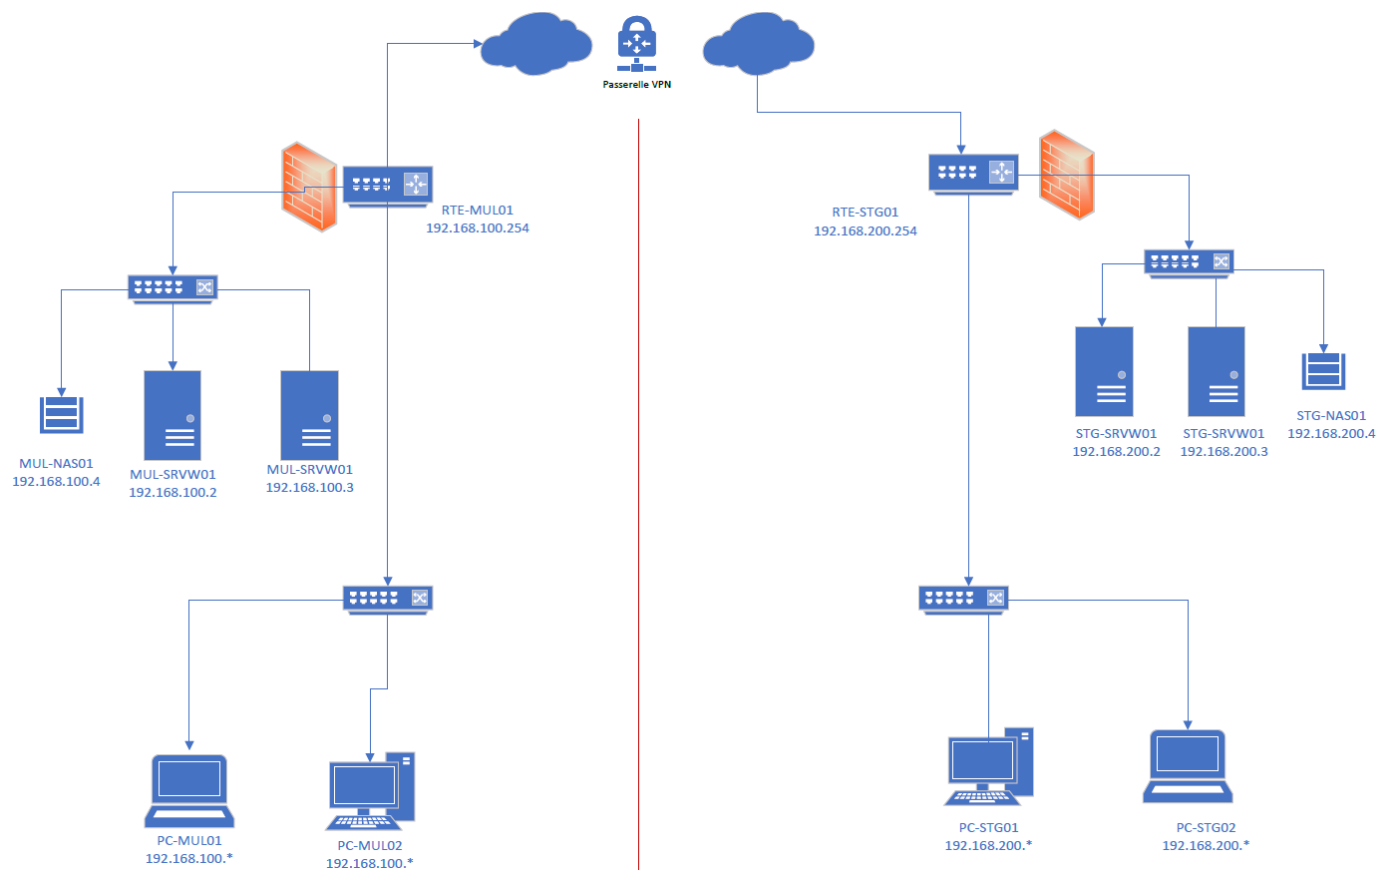 Passerelle VPN
RTE-MUL01
192.168.100.254
RTE-STG01
192.168.200.254
MUL-NAS01
192.168.100.4
MUL-SRVW01
192.168.100.2
MUL-SRVW01
192.168.100.3
STG-SRVW01
192.168.200.2
STG-SRVW01
192.168.200.3
STG-NAS01
192.168.200.4
PC-MUL01
192.168.100.*
PC-MUL02
192.168.100.*
PC-STG01
192.168.200.*
PC-STG02
192.168.200.*